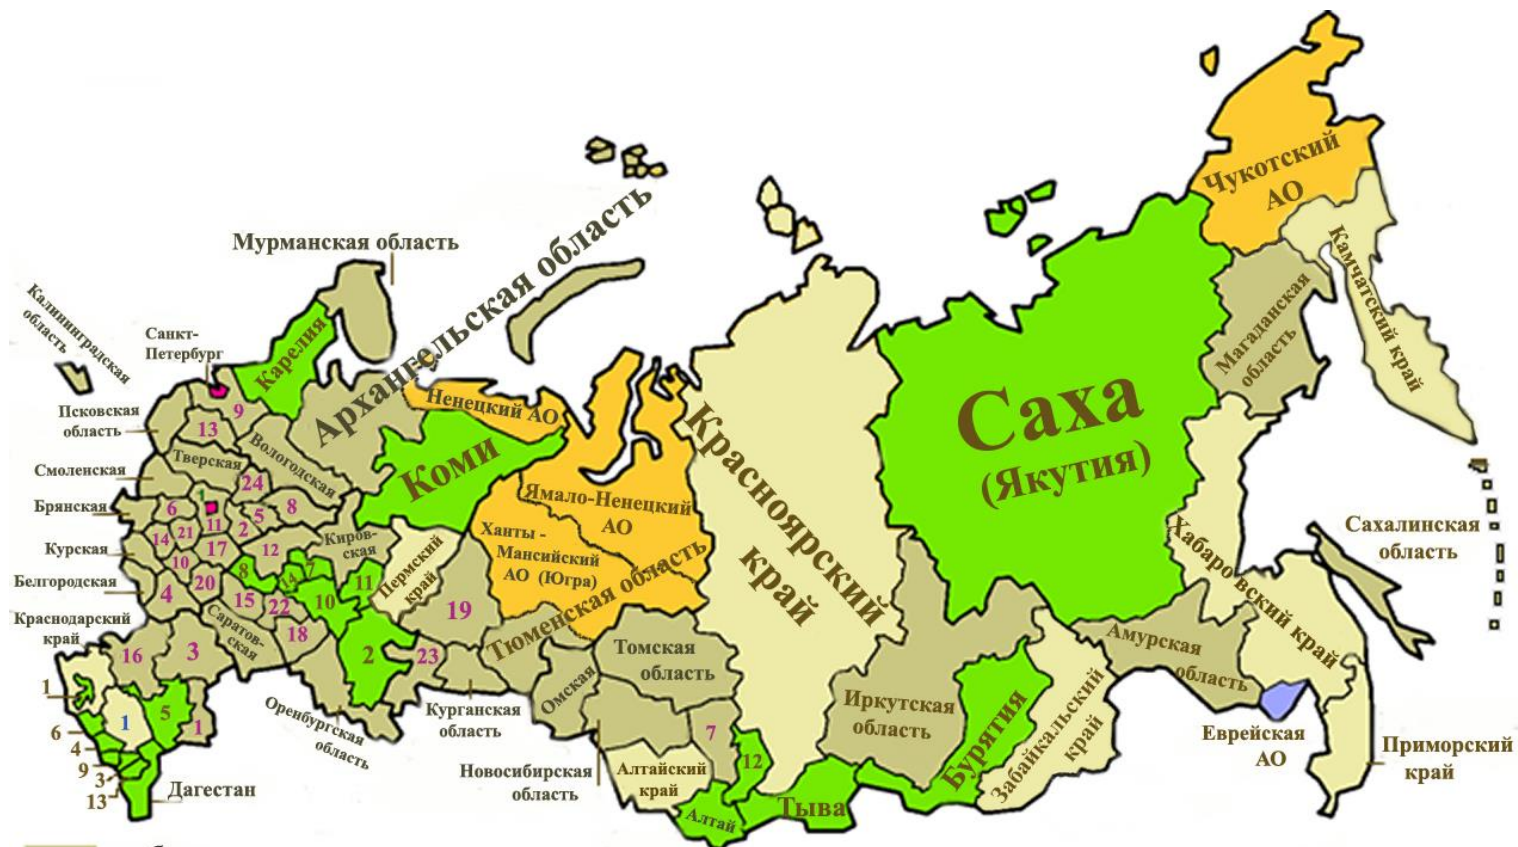 Чукотский
АО
Мурманская область
Архангельская область
Камчатский край
Магаданская
область
Калининградская
область
Санкт-
Петербург
Карелия
Саха
(Якутия)
Ненецкий АО
Псковская
область
9
13
Вологодская
Тверская
Коми
Красноярский
край
Смоленская
24
Ямало-Ненецкий
АО
Брянская
6
1
11
5
8
2
14
21
17
Ханты -
Мансийский
АО (Югра)
Киров-
ская
Пермский
край
Сахалинская
область
Курская
10
12
Хабаровский край
Тюменская область
Белгородская
4
20
8
14
7
11
15
22
10
19
Краснодарский
край
Саратов-
ская
18
16
3
2
23
Томская
область
Амурская
область
Омская
Иркутская
область
1
1
5
1
Оренбургская
область
Курганская
область
7
12
Бурятия
Забайкальский
край
6
4
9
3
13
Дагестан
Новосибирская
область
Алтайский
край
Алтай
Тыва
Еврейская
АО
Приморский
край